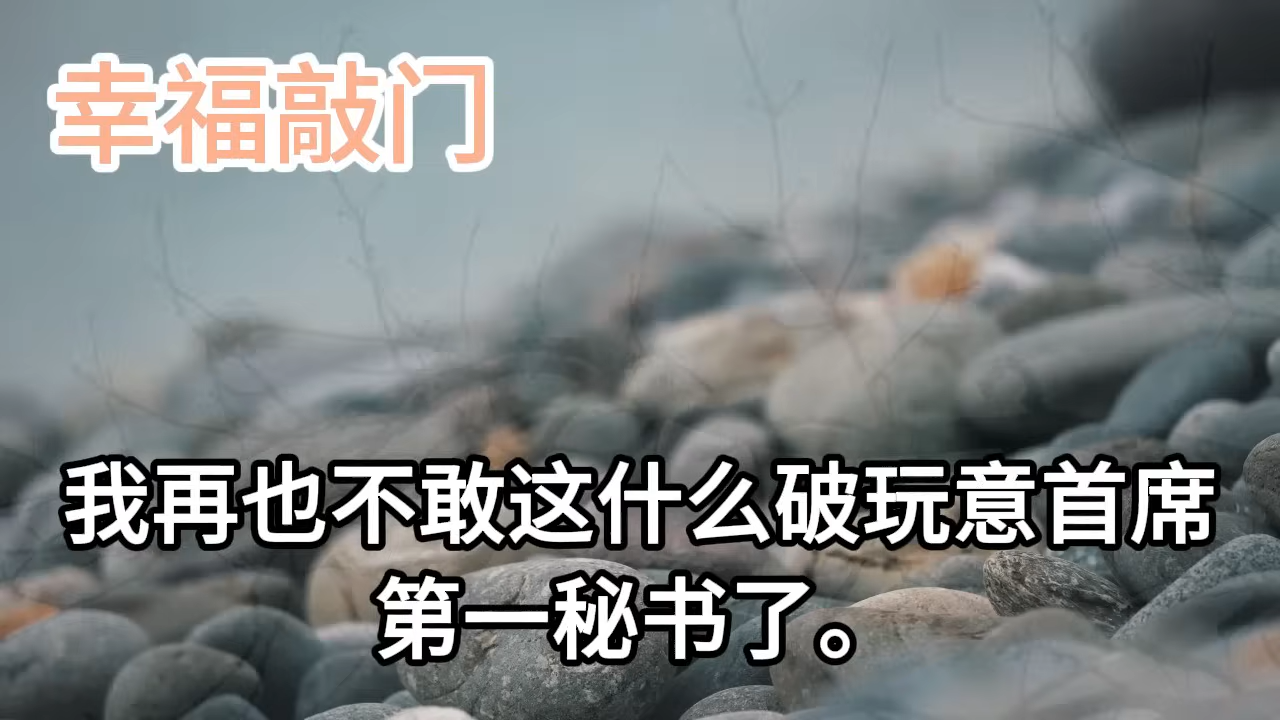 幸福敲门
我再也不敢这什么破玩意首席
第一秘书了。